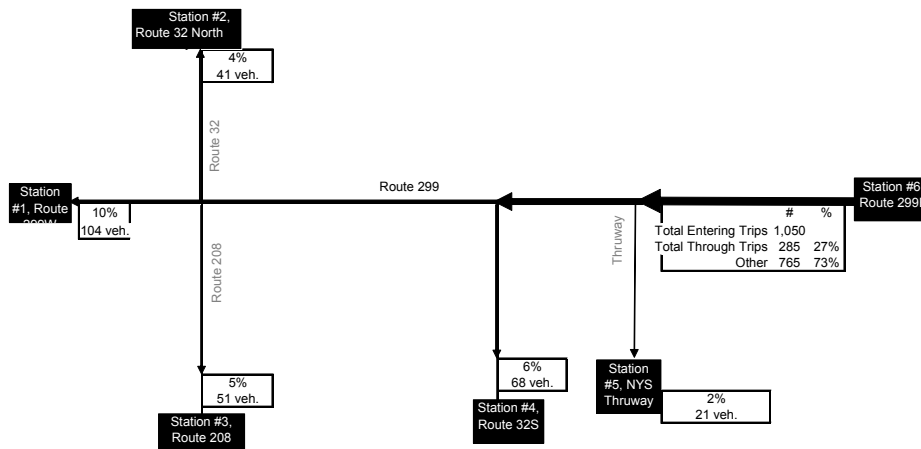 Station #2,
Route 32 North
4%
41 veh.
Route 32
Route 299
Station
#1, Route
10%
104 veh.
Route 208
Thruway
Station #6
Route 299
# %
Total Entering Trips 1,050
Total Through Trips 285 27%
Other 765 73%
5%
51 veh.
Station #3,
Route 208
6%
68 veh.
Station #4,
Route 32S
Station
#5, NYS
Thruway
2%
21 veh.